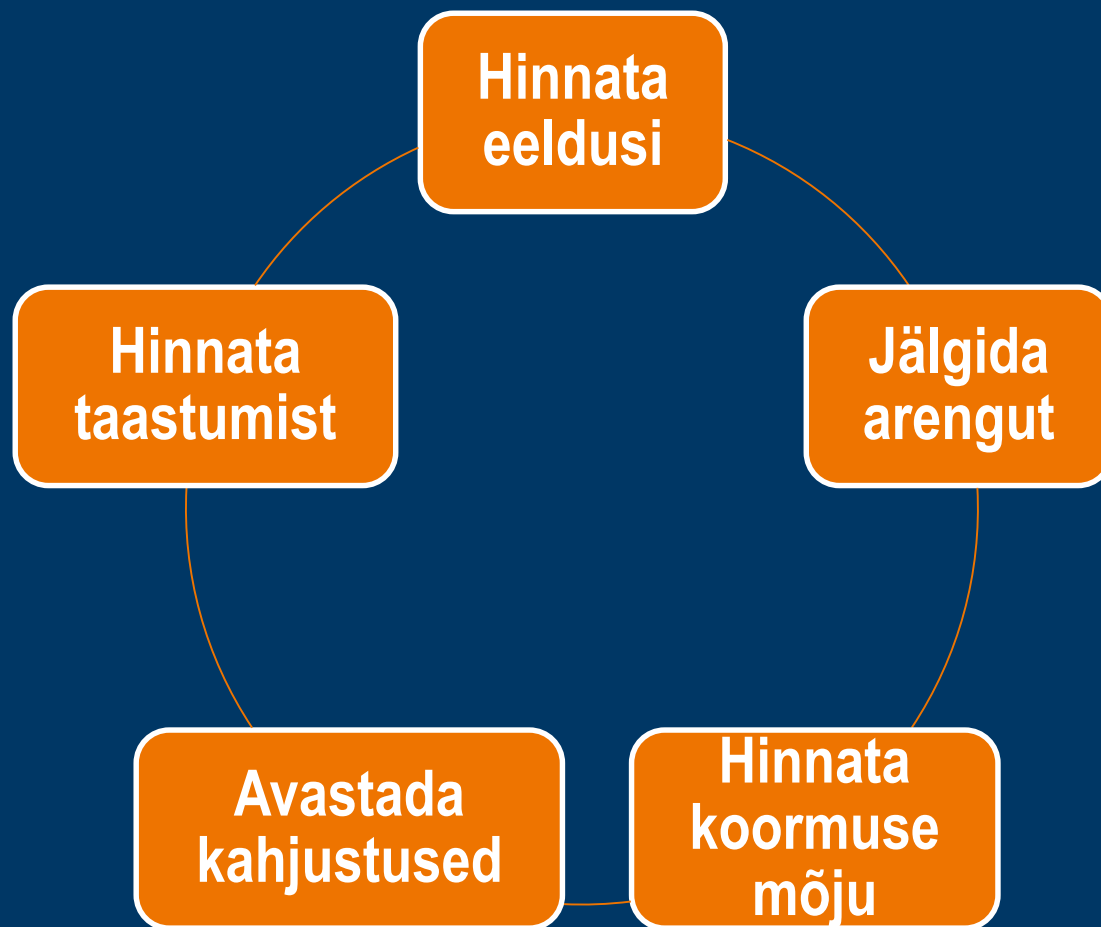 Hinnata
eeldusi
Jälgida
arengut
Hinnata
koormuse
mõju
Avastada
kahjustused
Hinnata
taastumist